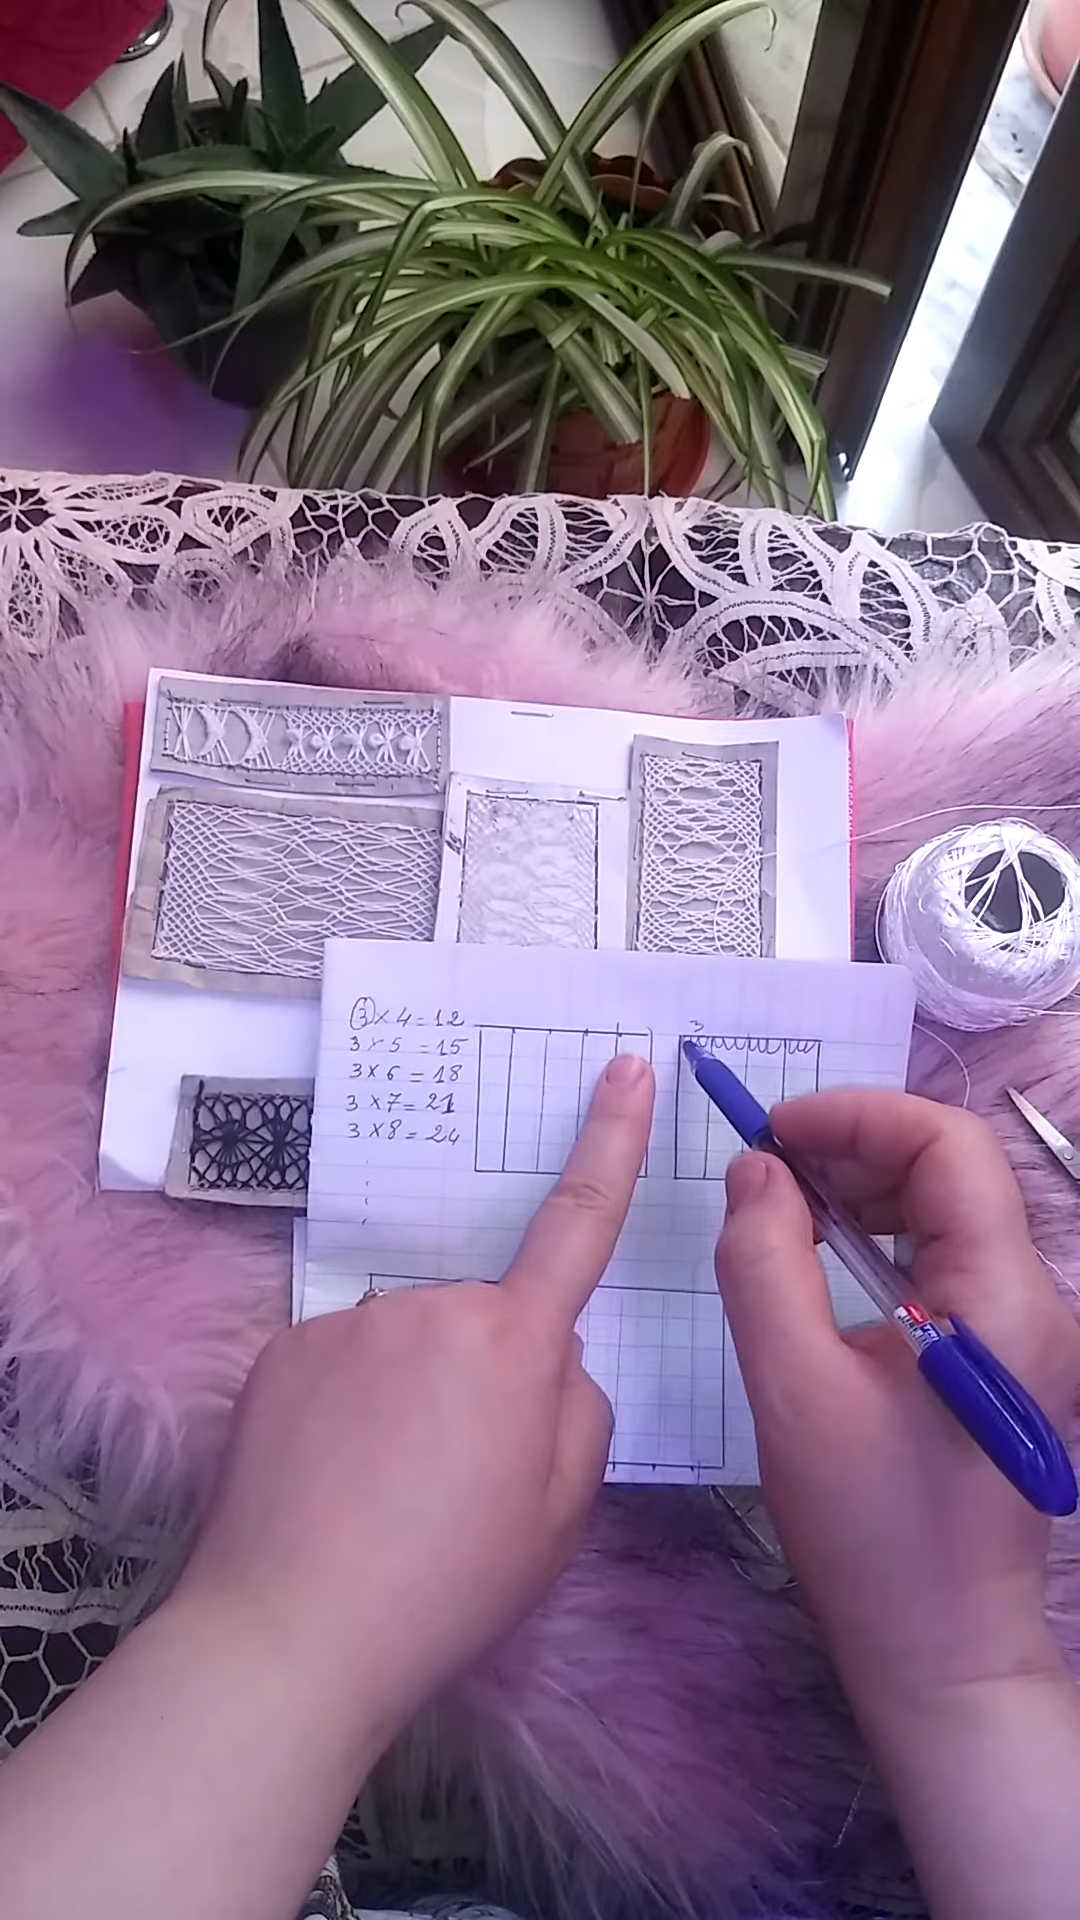 3 × 4 = 12
3 × 5 = 15
3 × 6 = 18
3 × 7 = 21
3 × 8 = 24
3